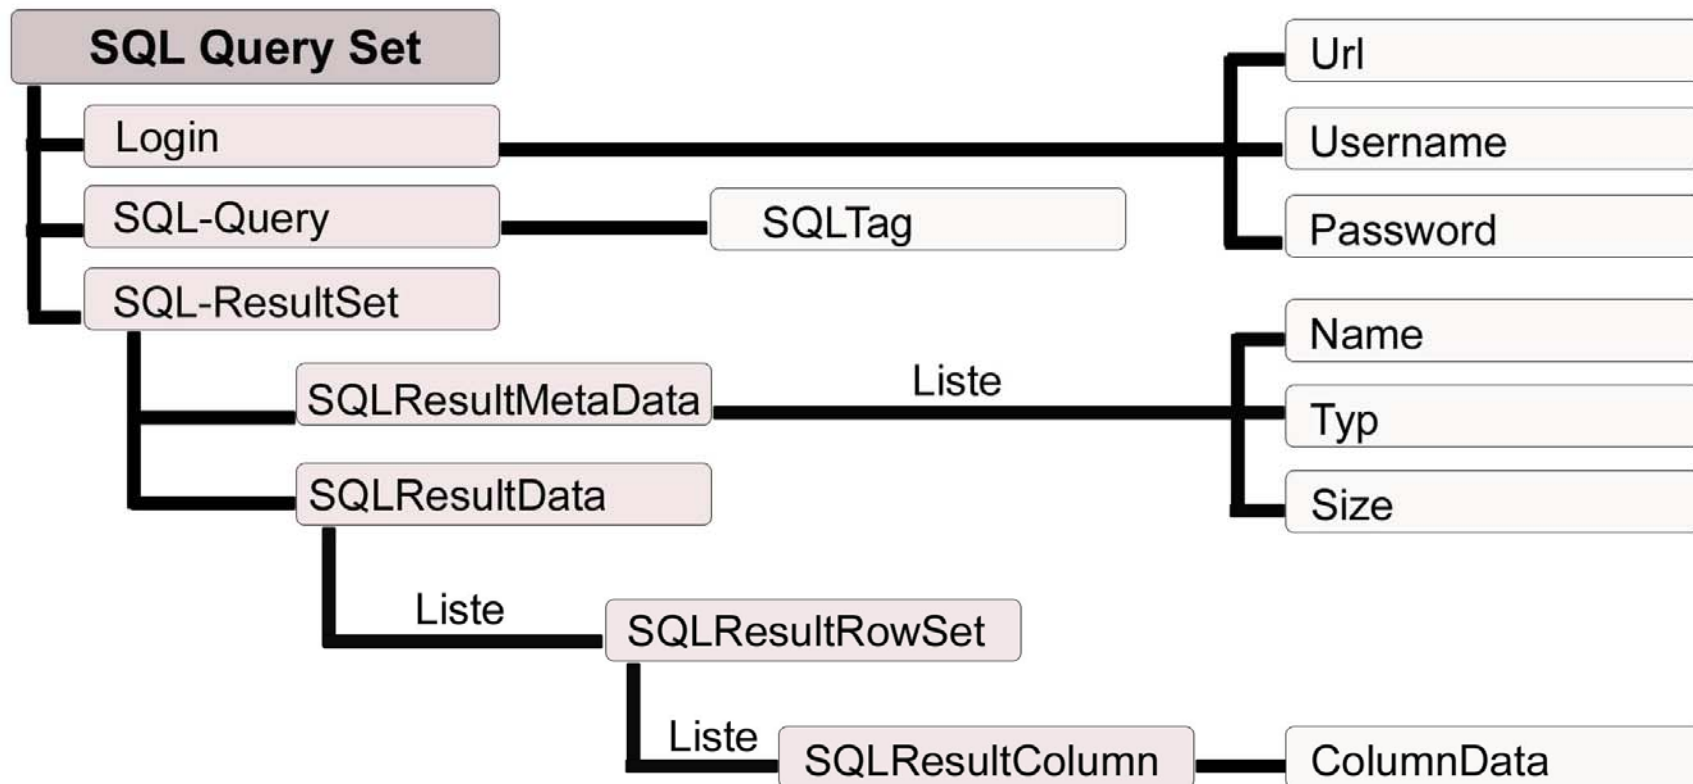 SQL Query Set
Url
Login
Username
SQL-Query
SQLTag
Password
SQL-ResultSet
Name
SQLResultMetaData
Liste
Typ
SQLResultData
Size
Liste
SQLResultRowSet
Liste
SQLResultColumn
ColumnData